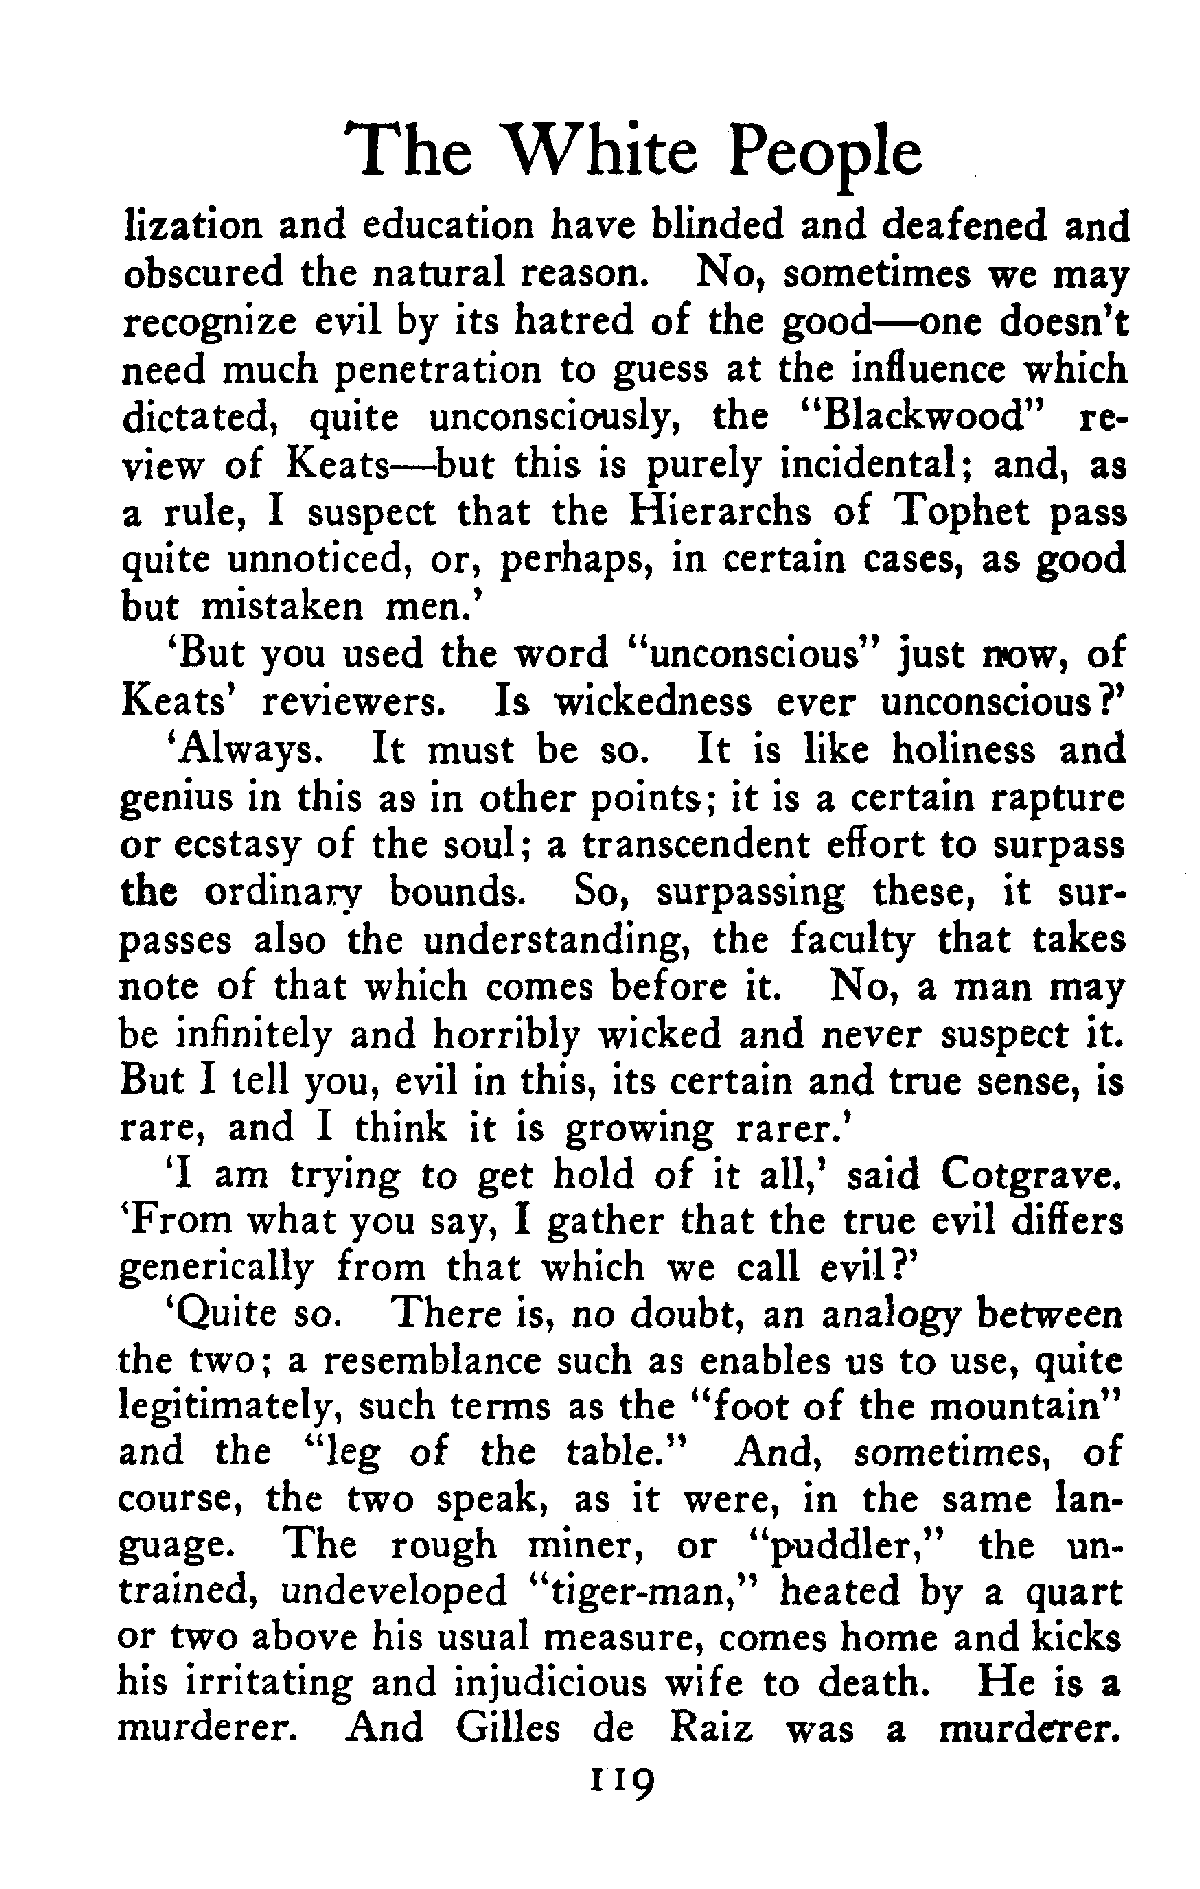 The White People
lization and education have blinded and deafened and
obscured the natural reason. No, sometimes we may
recognize evil by its hatred of the good—one doesn't
need much penetration to guess at the influence which
dictated, quite unconsciously, the “Blackwood” re-
view of Keats—but this is purely incidental; and, as
a rule, I suspect that the Hierarchs of Tophet pass
quite unnoticed, or, perhaps, in certain cases, as good
but mistaken men.’
‘But you used the word “unconscious” just now, of
Keats’ reviewers. Is wickedness ever unconscious?’
‘Always. It must be so. It is like holiness and
genius in this as in other points; it is a certain rapture
or ecstasy of the soul; a transcendent effort to surpass
the ordinary bounds. So, surpassing these, it sur-
passes also the understanding, the faculty that takes
note of that which comes before it. No, a man may
be infinitely and horribly wicked and never suspect it.
But I tell you, evil in this, its certain and true sense, is
rare, and I think it is growing rarer.’
‘I am trying to get hold of it all,’ said Cotgrave.
‘From what you say, I gather that the true evil differs
generically from that which we call evil?’
‘Quite so. There is, no doubt, an analogy between
the two; a resemblance such as enables us to use, quite
legitimately, such terms as the “foot of the mountain”
and the “leg of the table.” And, sometimes, of
course, the two speak, as it were, in the same lan-
guage. The rough miner, or “puddler,” the un-
trained, undeveloped “tiger-man,” heated by a quart
or two above his usual measure, comes home and kicks
his irritating and injudicious wife to death. He is a
murderer. And Gilles de Raiz was a murderer.
119